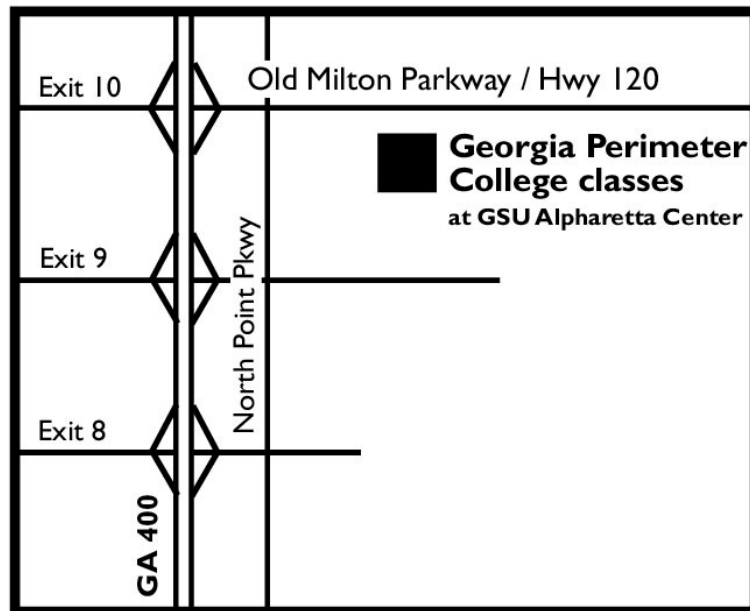 Exit 10
Old Milton Parkway / Hwy 120
Georgia Perimeter
College classes
at GSU Alpharetta Center
Exit 9
North Point Pkwy
Exit 8
GA 400